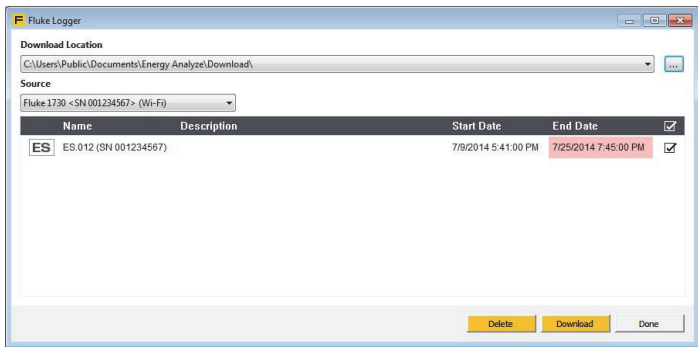 F Fluke Logger
Download Location
C:\Users\Public\Documents\Energy Analyze\Download\
...
Source
Fluke 1730 <SN 001234567> (Wi-Fi)
Name Description Start Date End Date
ES ES.012 (SN 001234567) 7/9/2014 5:41:00 PM 7/25/2014 7:45:00 PM
Delete Download Done